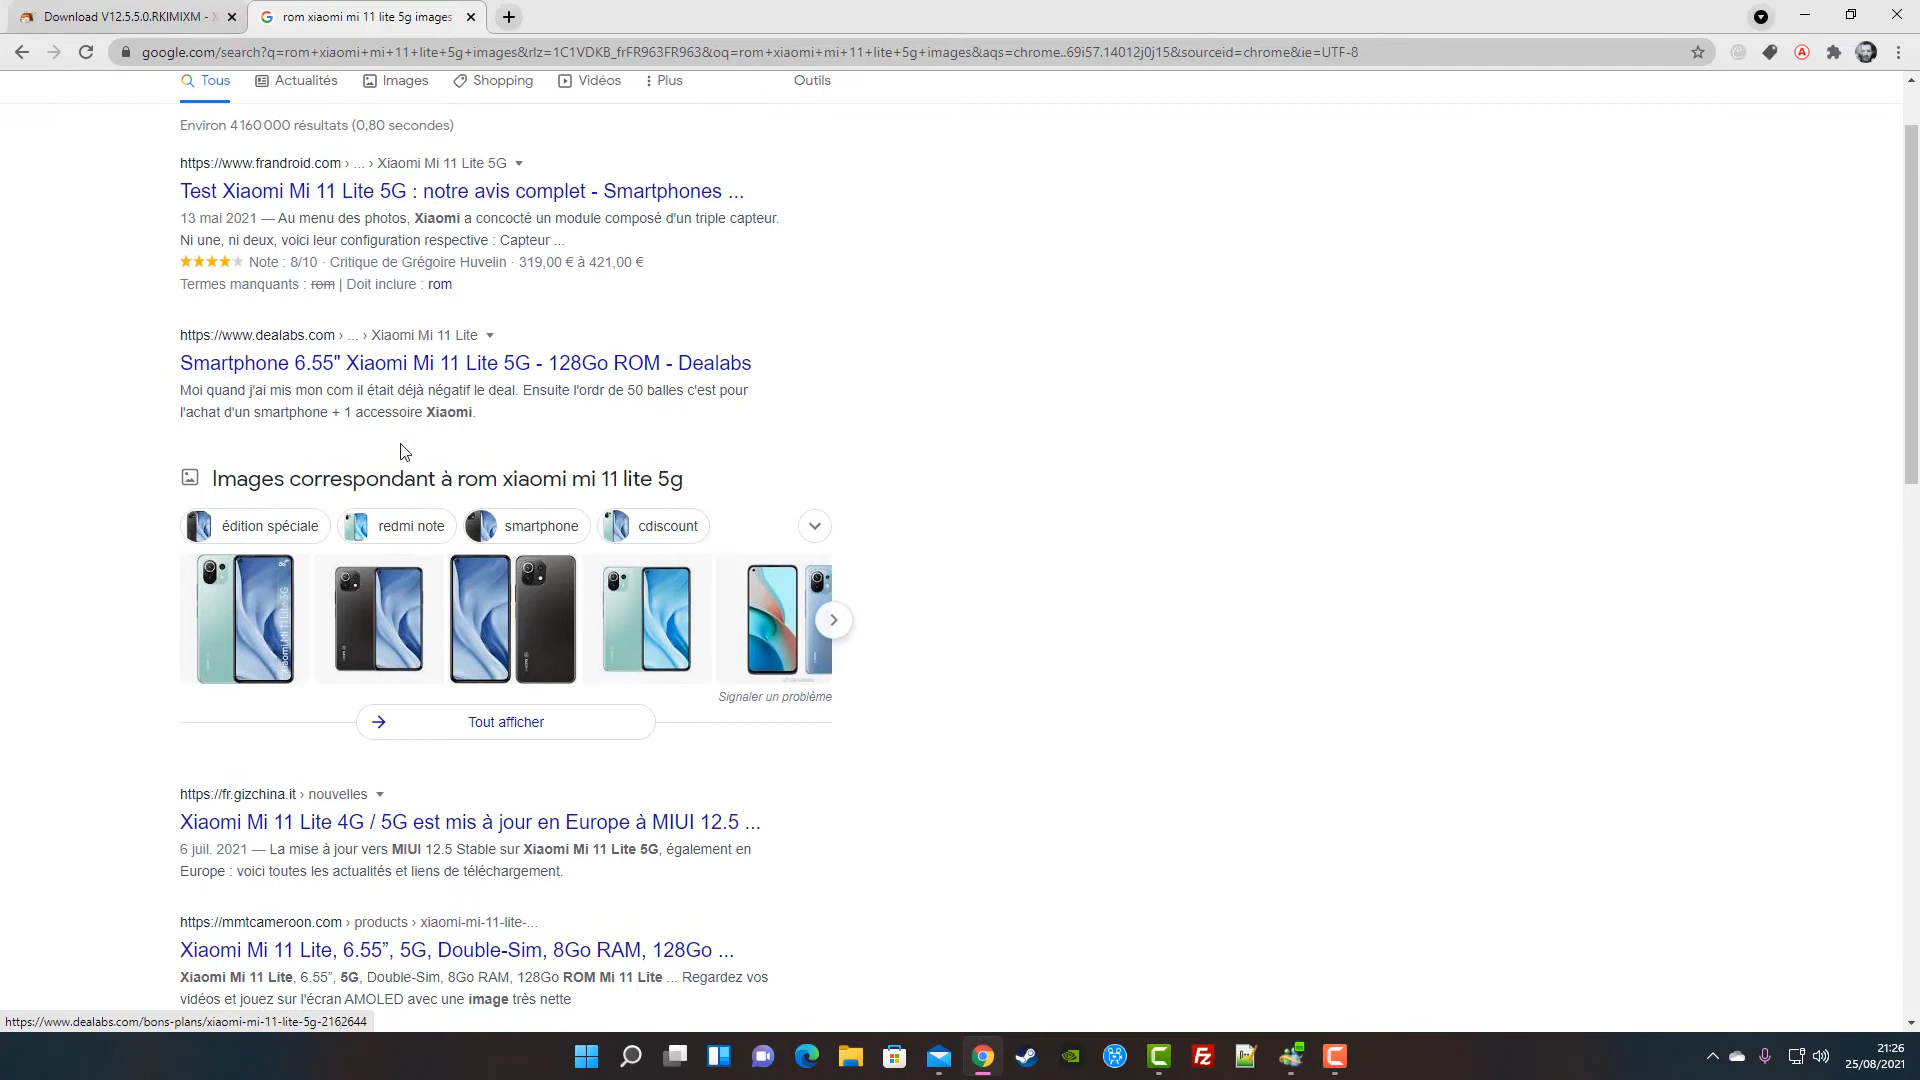 Download V12.5.5.0.RKIMIXM - X
rom xiaomi mi 11 lite 5g images
google.com/search?q=rom+xiaomi+mi+11+lite+5g+images&rlz=1C1VDKB_frFR963FR963&oq=rom+xiaomi+mi+11+lite+5g+images&aqs=chrome..69i57.14012j0j15&sourceid=chrome&ie=UTF-8
Tous Actualités Images Shopping Vidéos Plus Outils
Environ 4 160 000 résultats (0,80 secondes)
https://www.frandroid.com › ... › Xiaomi Mi 11 Lite 5G
Test Xiaomi Mi 11 Lite 5G : notre avis complet - Smartphones ...
13 mai 2021 — Au menu des photos, Xiaomi a concocté un module composé d'un triple capteur.
Ni une, ni deux, voici leur configuration respective : Capteur ...
Note : 8/10 · Critique de Grégoire Huvelin · 319,00 € à 421,00 €
Termes manquants : rom | Doit inclure : rom
https://www.dealabs.com › ... › Xiaomi Mi 11 Lite
Smartphone 6.55" Xiaomi Mi 11 Lite 5G - 128Go ROM - Dealabs
Moi quand j'ai mis mon com il était déjà négatif le deal. Ensuite l'ordr de 50 balles c'est pour
l'achat d'un smartphone + 1 accessoire Xiaomi.
Images correspondant à rom xiaomi mi 11 lite 5g
édition spéciale redmi note smartphone cdiscount
Xiaomi Mi 11 Lite 5G
Signaler un problème
Tout afficher
https://fr.gizchina.it › nouvelles
Xiaomi Mi 11 Lite 4G / 5G est mis à jour en Europe à MIUI 12.5 ...
6 juil. 2021 — La mise à jour vers MIUI 12.5 Stable sur Xiaomi Mi 11 Lite 5G, également en
Europe : voici toutes les actualités et liens de téléchargement.
https://mmtcameroon.com › products › xiaomi-mi-11-lite-...
Xiaomi Mi 11 Lite, 6.55”, 5G, Double-Sim, 8Go RAM, 128Go ...
Xiaomi Mi 11 Lite, 6.55”, 5G, Double-Sim, 8Go RAM, 128Go ROM Mi 11 Lite ... Regardez vos
vidéos et jouez sur l'écran AMOLED avec une image très nette
https://www.dealabs.com/bons-plans/xiaomi-mi-11-lite-5g-2162644
21:26
25/08/2021